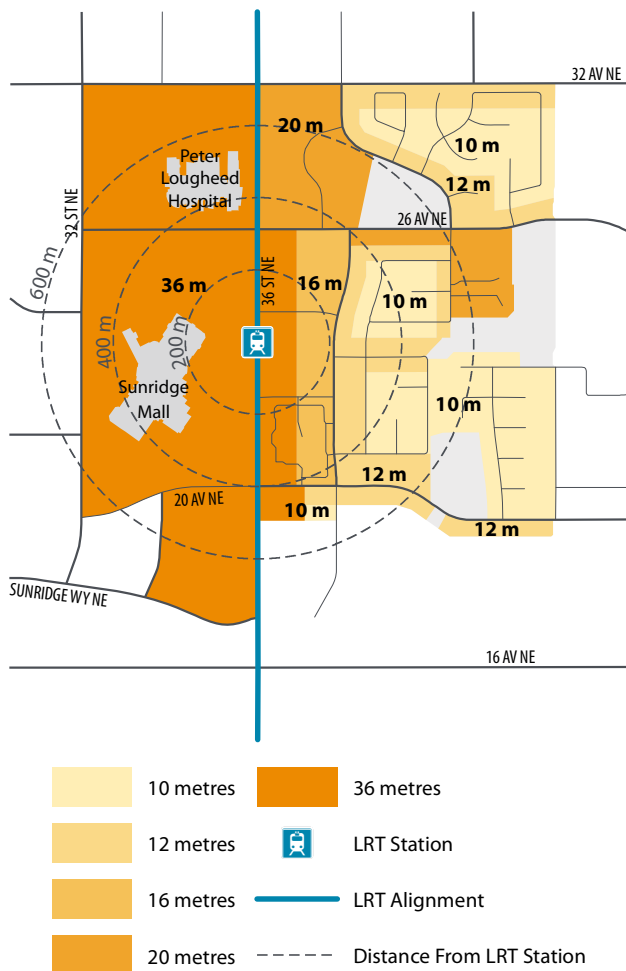 32 AV NE
20 m
10 m
Peter
Lougheed
Hospital
12 m
32 ST NE
26 AV NE
600 m
36 m
36 ST NE
16 m
10 m
400 m
200 m
Sunridge
Mall
10 m
12 m
20 AV NE
10 m
12 m
SUNRIDGE WY NE
16 AV NE
10 metres
36 metres
12 metres
LRT Station
16 metres
LRT Alignment
20 metres
Distance From LRT Station